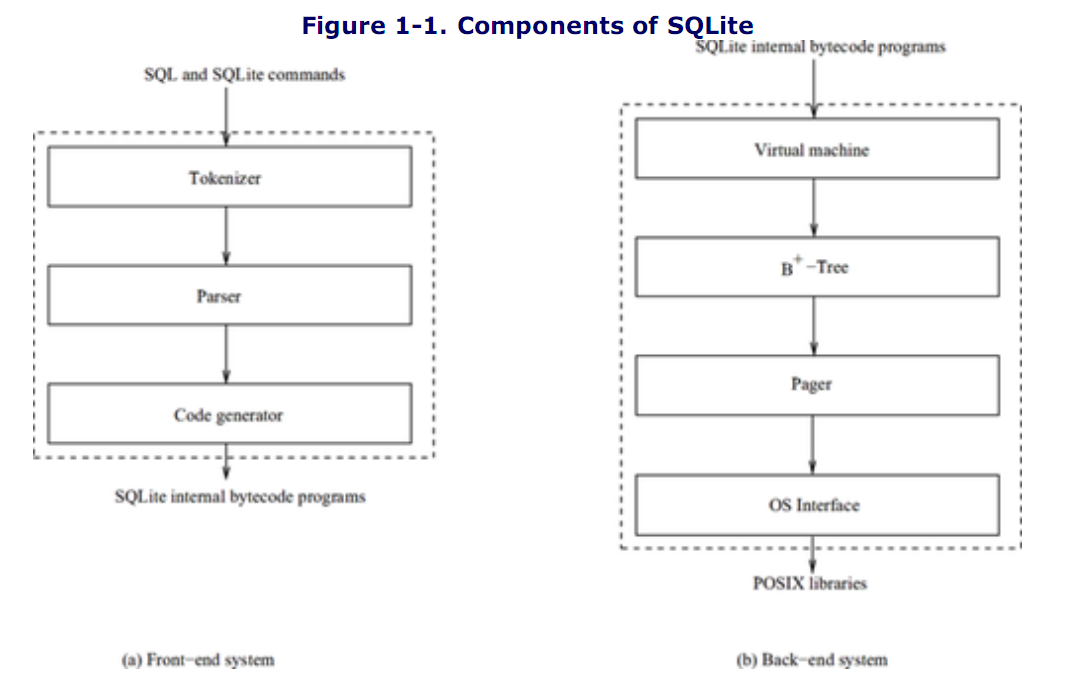 Figure 1-1. Components of SQLite
SQL and SQLite commands
Tokenizer
Parser
Code generator
SQLite internal bytecode programs
(a) Front-end system
SQLite internal bytecode programs
Virtual machine
B+-Tree
Pager
OS Interface
POSIX libraries
(b) Back-end system